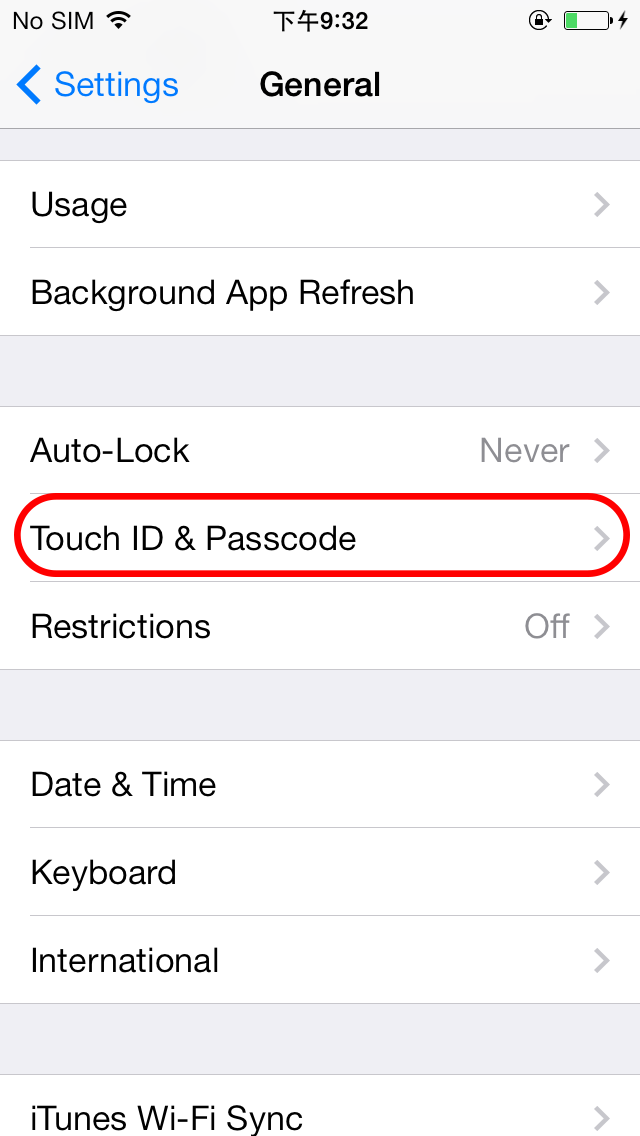 No SIM 下午9:32
Settings General
Usage
Background App Refresh
Auto-Lock Never
Touch ID & Passcode
Restrictions Off
Date & Time
Keyboard
International
iTunes Wi-Fi Sync